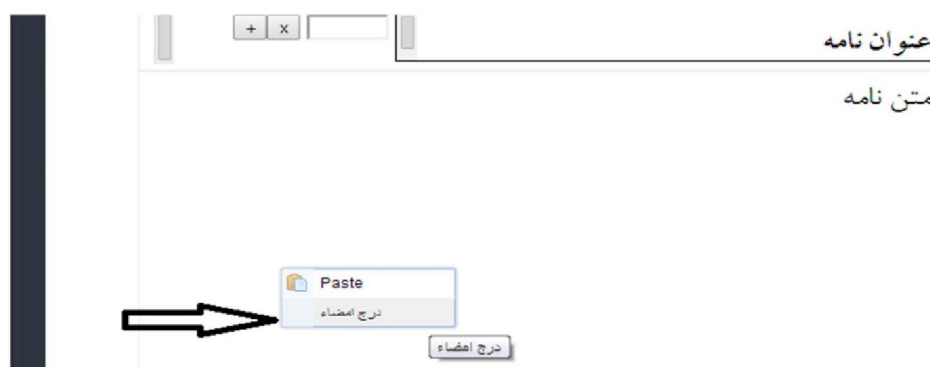 + x
عنوان نامه
متن نامه
Paste
درج امضاء
درج امضاء